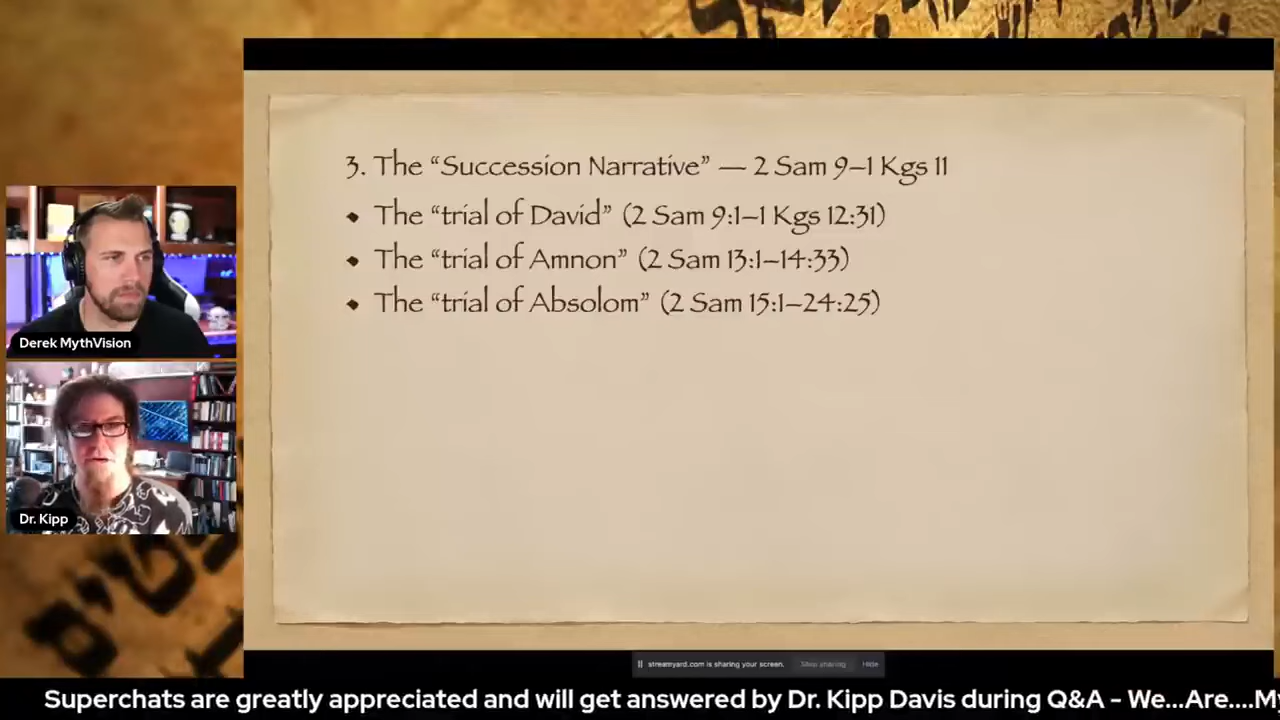 3. The “Succession Narrative” — 2 Sam 9–1 Kgs 11
• The “trial of David” (2 Sam 9:1–1 Kgs 12:31)
• The “trial of Amnon” (2 Sam 13:1–14:33)
• The “trial of Absolom” (2 Sam 15:1–24:25)
Derek MythVision
Dr. Kipp
streamyard.com is sharing your screen. Stop sharing Hide
Superchats are greatly appreciated and will get answered by Dr. Kipp Davis during Q&A - We...Are....My